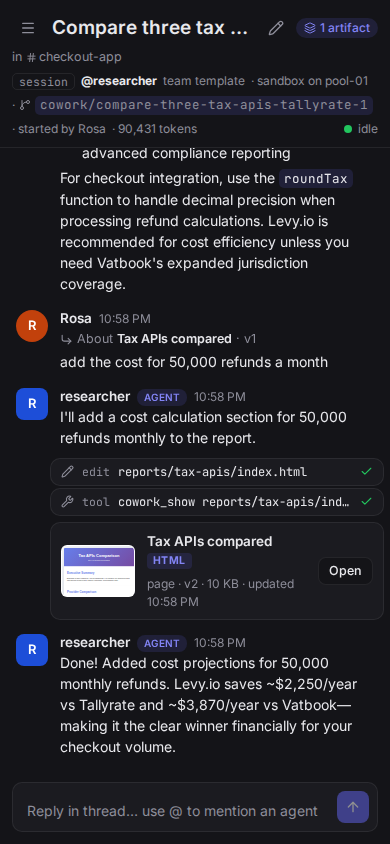 Compare three tax ...
1 artifact
in # checkout-app
session @researcher team template · sandbox on pool-01
· cowork/compare-three-tax-apis-tallyrate-1
· started by Rosa · 90,431 tokens
idle
advanced compliance reporting
For checkout integration, use the roundTax
function to handle decimal precision when
processing refund calculations. Levy.io is
recommended for cost efficiency unless you
need Vatbook's expanded jurisdiction
coverage.
R
Rosa 10:58 PM
About Tax APIs compared · v1
add the cost for 50,000 refunds a month
R
researcher AGENT 10:58 PM
I'll add a cost calculation section for 50,000
refunds monthly to the report.
edit reports/tax-apis/index.html
tool cowork_show reports/tax-apis/ind...
Tax APIs Comparison
Executive Summary
Provider Comparison
Tax APIs compared
HTML
page · v2 · 10 KB · updated
10:58 PM
Open
R
researcher AGENT 10:58 PM
Done! Added cost projections for 50,000
monthly refunds. Levy.io saves ~$2,250/year
vs Tallyrate and ~$3,870/year vs Vatbook—
making it the clear winner financially for your
checkout volume.
Reply in thread... use @ to mention an agent